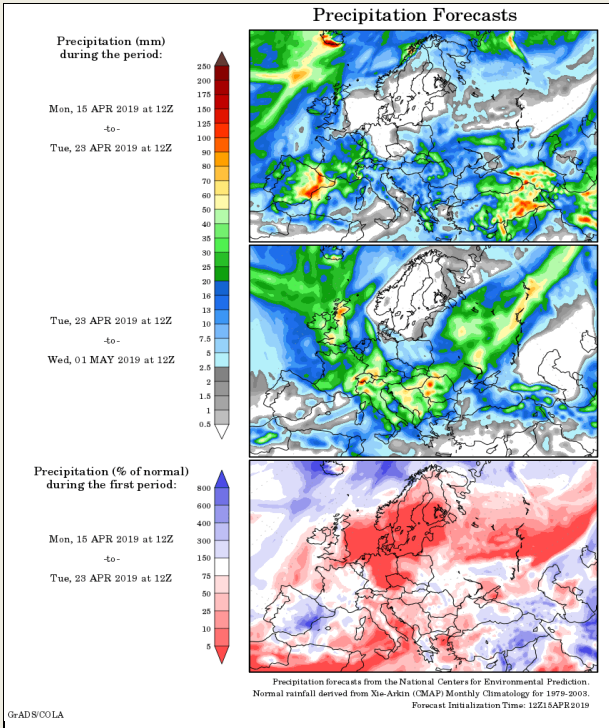 Precipitation Forecasts
Precipitation (mm)
during the period:
Mon, 15 APR 2019 at 12Z
-to-
Tue, 23 APR 2019 at 12Z
250
200
175
150
125
100
90
80
70
60
50
40
35
30
25
20
16
13
10
7.5
5
2.5
2
1.5
1
0.5
Tue, 23 APR 2019 at 12Z
-to-
Wed, 01 MAY 2019 at 12Z
Precipitation (% of normal)
during the first period:
Mon, 15 APR 2019 at 12Z
-to-
Tue, 23 APR 2019 at 12Z
800
600
400
300
150
75
50
25
10
5
Precipitation forecasts from the National Centers for Environmental Prediction.
Normal rainfall derived from Xie-Arkin (CMAP) Monthly Climatology for 1979-2003.
Forecast Initialization Time: 12Z15APR2019
GrADS/COLA